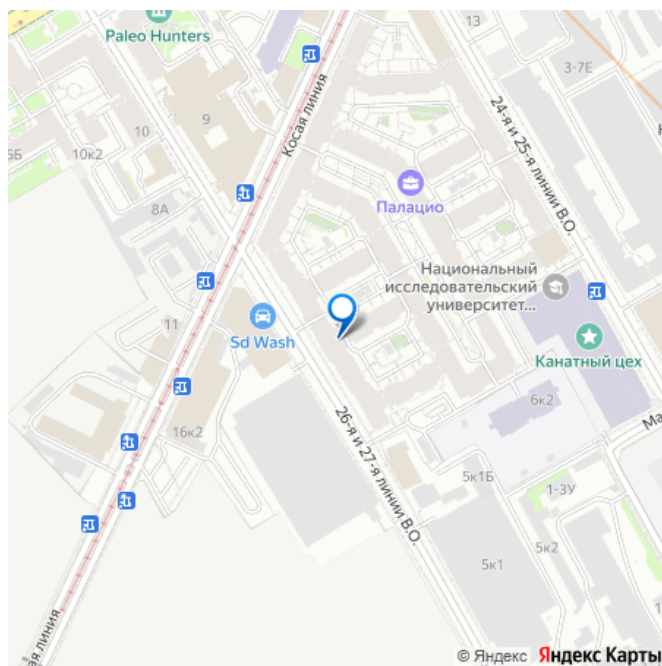 Paleo Hunters
13
3-7Е
9
Косая линия
24-я и 25-я линии В.О.
10
10к2
8А
Палацио
Национальный
исследовательский
университет...
11
Sd Wash
Канатный цех
6к2
16к2
26-я и 27-я линии В.О.
5к1Б
1-3У
5к2
5к1
© Яндекс Яндекс Карты